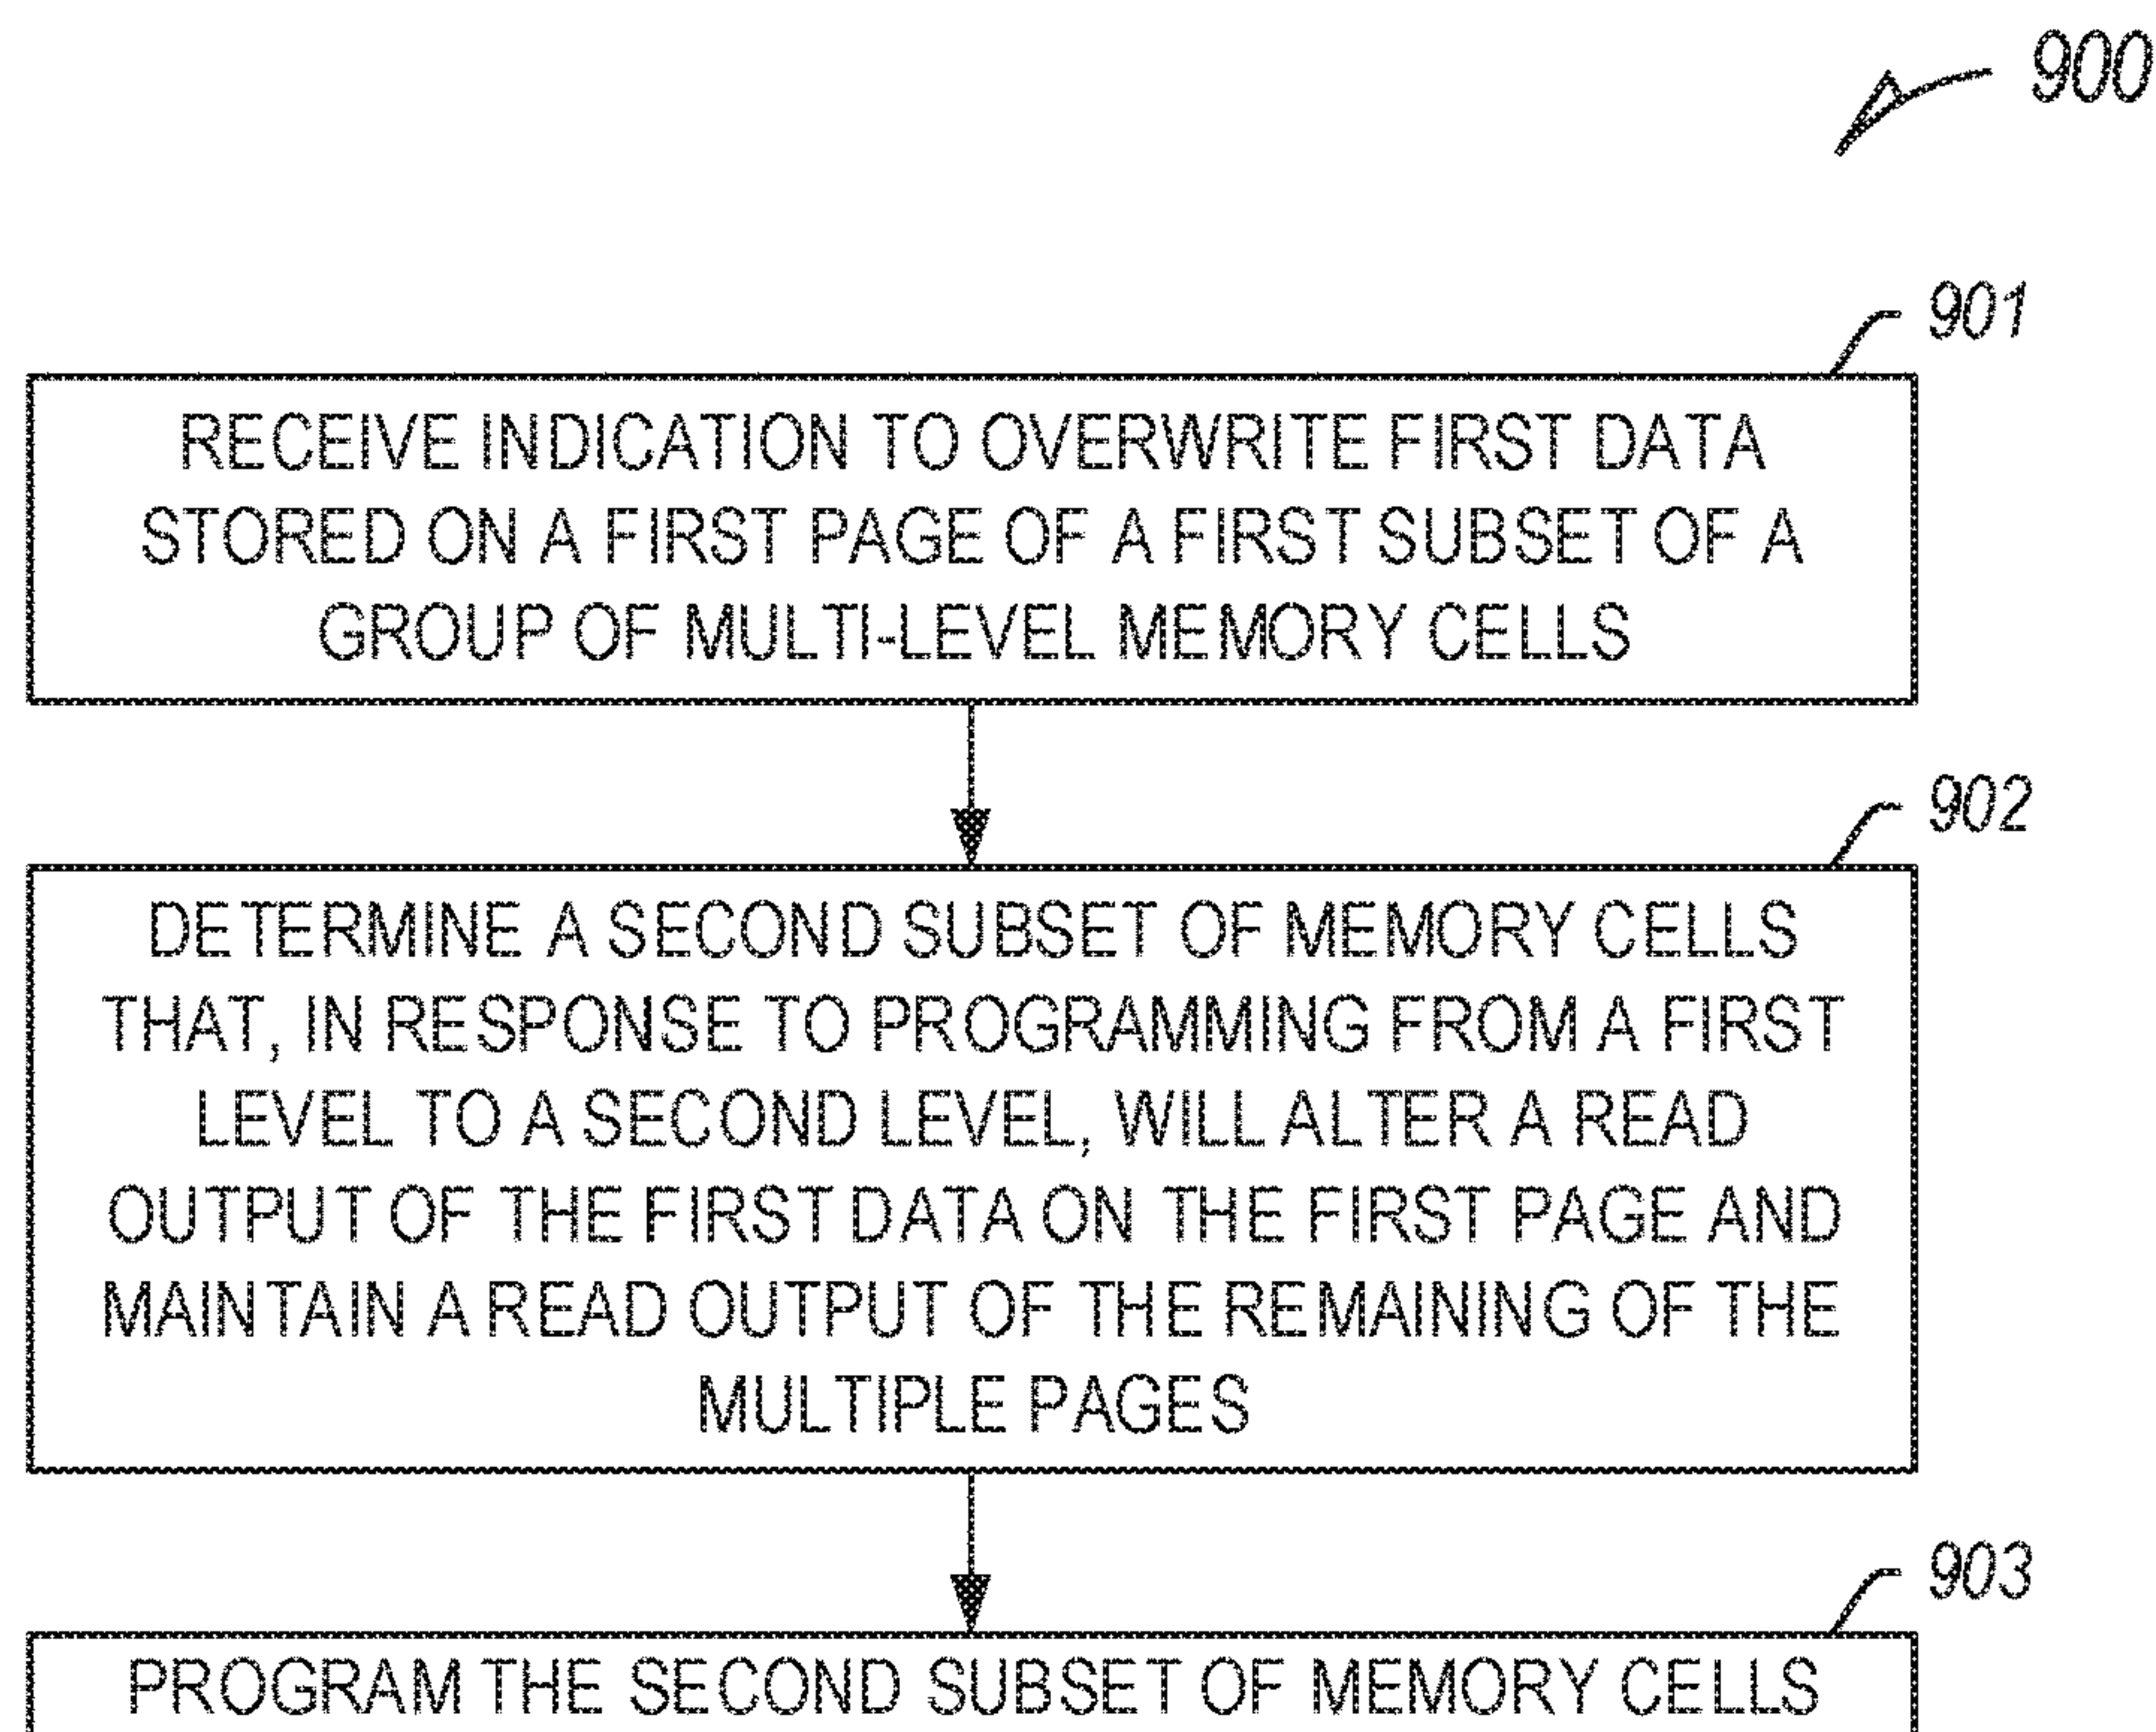 900
901
RECEIVE INDICATION TO OVERWRITE FIRST DATA
STORED ON A FIRST PAGE OF A FIRST SUBSET OF A
GROUP OF MULTI-LEVEL MEMORY CELLS
902
DETERMINE A SECOND SUBSET OF MEMORY CELLS
THAT, IN RESPONSE TO PROGRAMMING FROM A FIRST
LEVEL TO A SECOND LEVEL, WILL ALTER A READ
OUTPUT OF THE FIRST DATA ON THE FIRST PAGE AND
MAINTAIN A READ OUTPUT OF THE REMAINING OF THE
MULTIPLE PAGES
903
PROGRAM THE SECOND SUBSET OF MEMORY CELLS